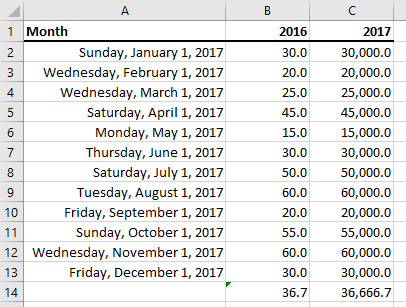 A B C
1 Month 2016 2017
2 Sunday, January 1, 2017 30.0 30,000.0
3 Wednesday, February 1, 2017 20.0 20,000.0
4 Wednesday, March 1, 2017 25.0 25,000.0
5 Saturday, April 1, 2017 45.0 45,000.0
6 Monday, May 1, 2017 15.0 15,000.0
7 Thursday, June 1, 2017 30.0 30,000.0
8 Saturday, July 1, 2017 50.0 50,000.0
9 Tuesday, August 1, 2017 60.0 60,000.0
10 Friday, September 1, 2017 20.0 20,000.0
11 Sunday, October 1, 2017 55.0 55,000.0
12 Wednesday, November 1, 2017 60.0 60,000.0
13 Friday, December 1, 2017 30.0 30,000.0
14 36.7 36,666.7